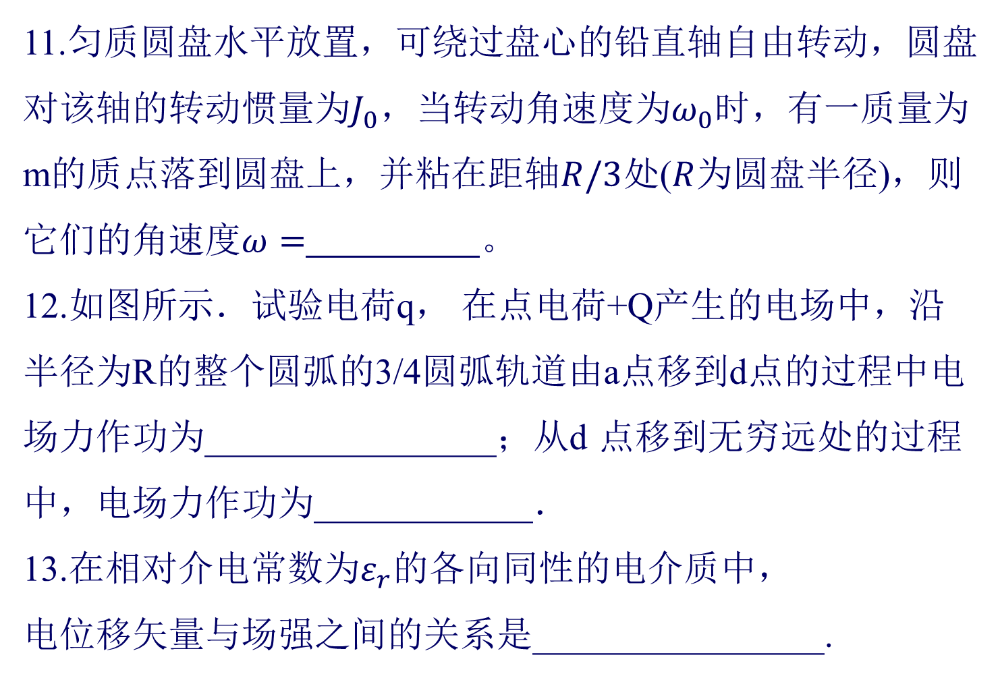 11.匀质圆盘水平放置，可绕过盘心的铅直轴自由转动，圆盘
对该轴的转动惯量为J₀，当转动角速度为ω₀时，有一质量为
m的质点落到圆盘上，并粘在距轴R/3处(R为圆盘半径)，则
它们的角速度ω =__________。
12.如图所示．试验电荷q， 在点电荷+Q产生的电场中，沿
半径为R的整个圆弧的3/4圆弧轨道由a点移到d点的过程中电
场力作功为________________；从d 点移到无穷远处的过程
中，电场力作功为____________．
13.在相对介电常数为εᵣ的各向同性的电介质中，
电位移矢量与场强之间的关系是________________.